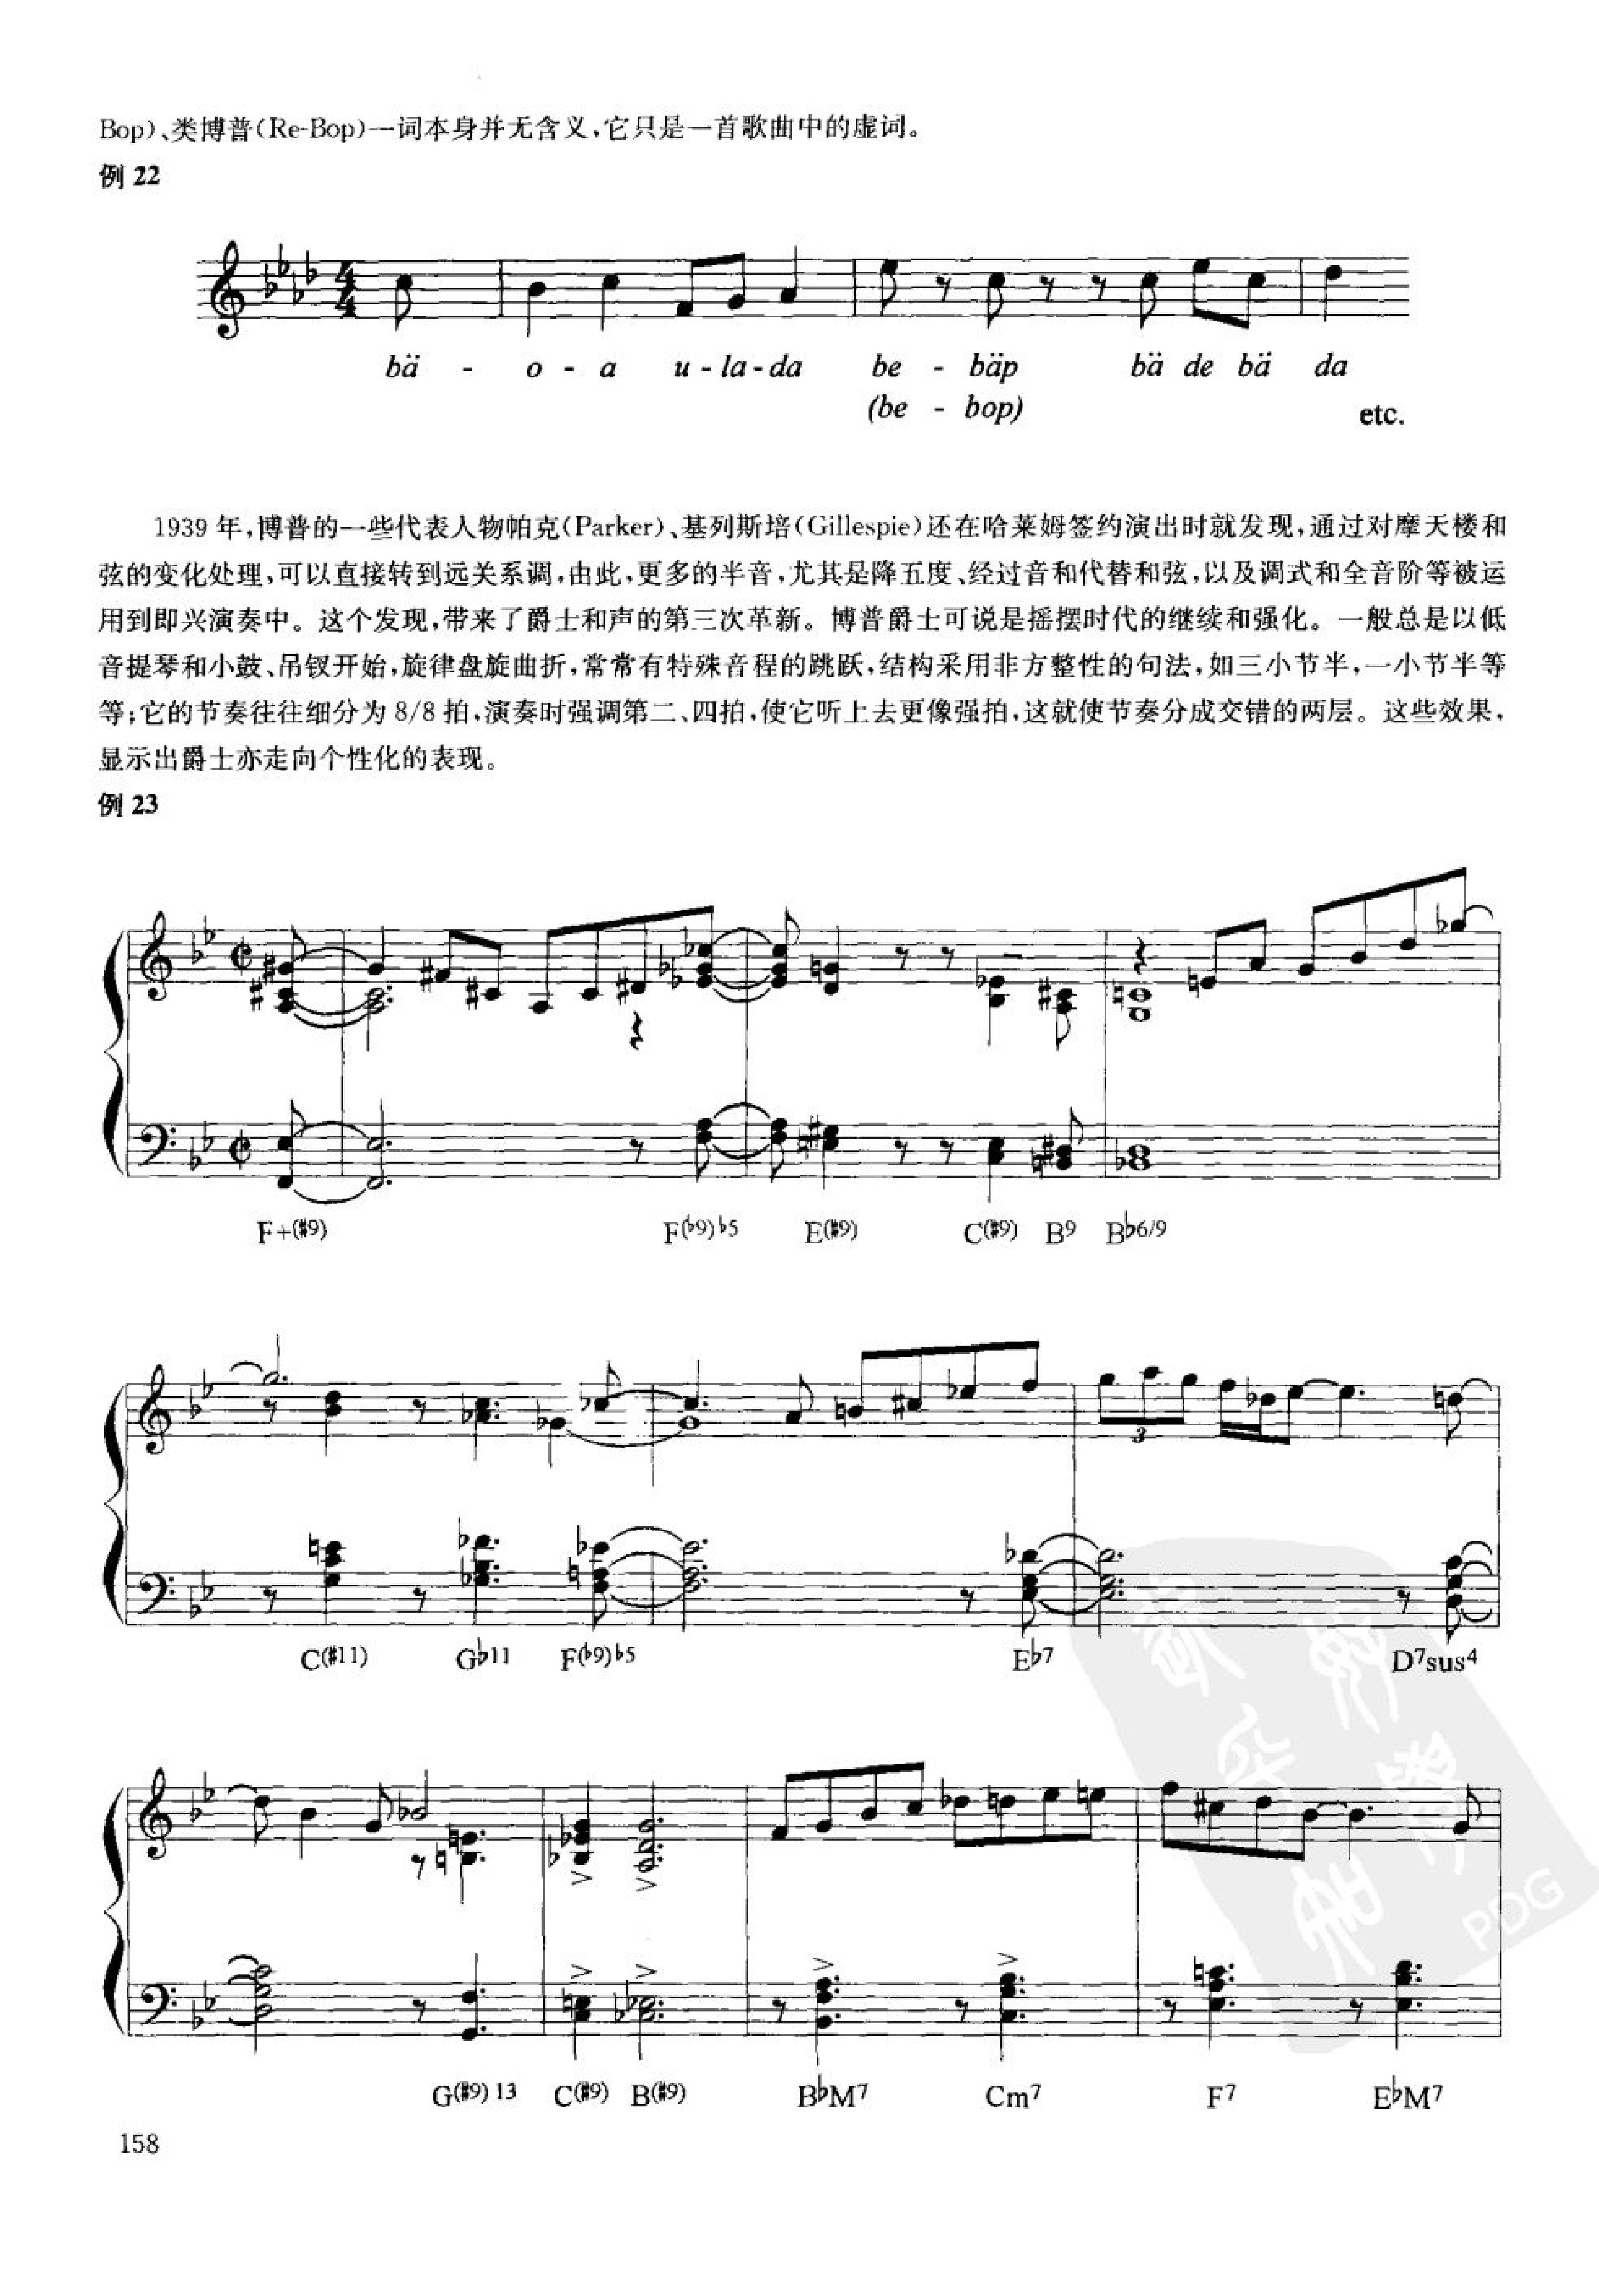 Bop)、类博普(Re-Bop)一词本身并无含义,它只是一首歌曲中的虚词。
例 22
bä - o - a u - la - da be - bäp bä de bä da
(be - bop) etc.
1939 年,博普的一些代表人物帕克(Parker)、基列斯培(Gillespie)还在哈莱姆签约演出时就发现,通过对摩天楼和
弦的变化处理,可以直接转到远关系调,由此,更多的半音,尤其是降五度、经过音和代替和弦,以及调式和全音阶等被运
用到即兴演奏中。这个发现,带来了爵士和声的第三次革新。博普爵士可说是摇摆时代的继续和强化。一般总是以低
音提琴和小鼓、吊钗开始,旋律盘旋曲折,常常有特殊音程的跳跃,结构采用非方整性的句法,如三小节半,一小节半等
等;它的节奏往往细分为 8/8 拍,演奏时强调第二、四拍,使它听上去更像强拍,这就使节奏分成交错的两层。这些效果,
显示出爵士亦走向个性化的表现。
例 23
F+(♯9) F(♭9)♭5 E(♯9) C(♯9) B9 B♭6/9
3
C(♯11) G♭11 F(♭9)♭5 E♭7 D7sus4
G(♯9)13 C(♯9) B(♯9) B♭M7 Cm7 F7 E♭M7
PDG
158